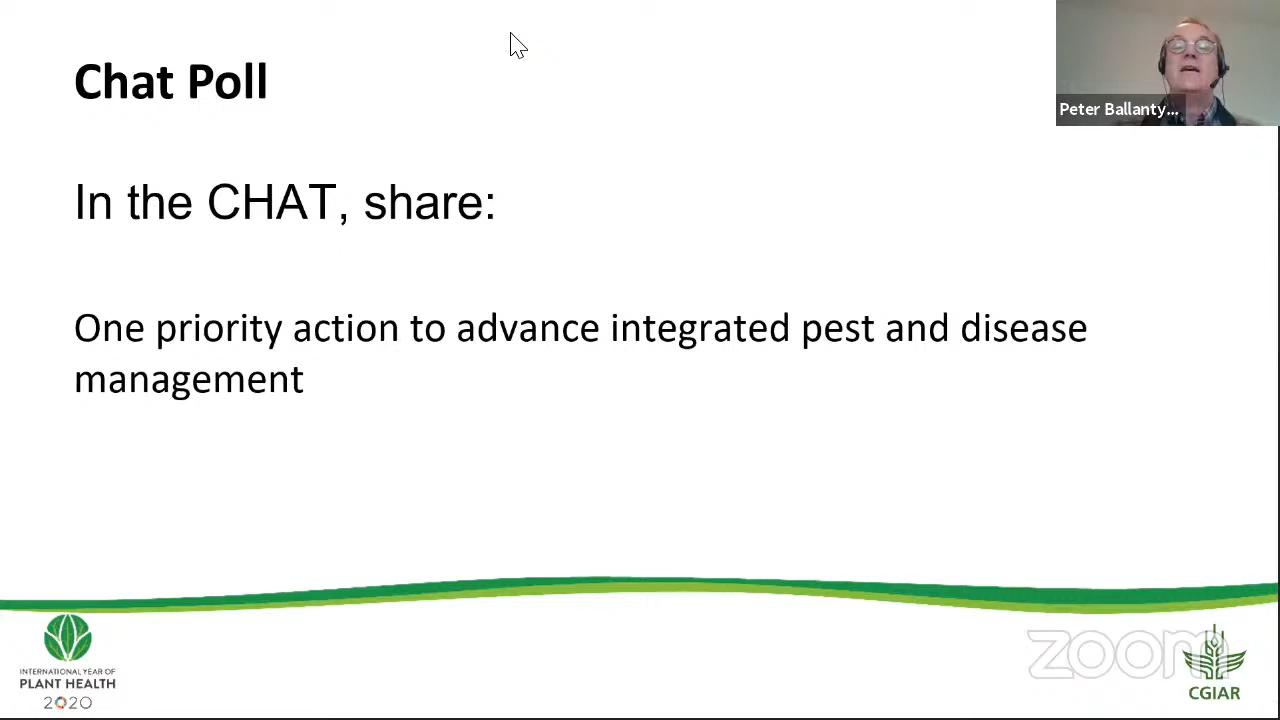 Chat Poll
Peter Ballanty...
In the CHAT, share:
One priority action to advance integrated pest and disease
management
INTERNATIONAL YEAR OF
PLANT HEALTH
2020
zoom
CGIAR